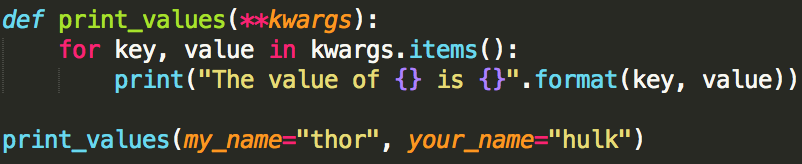 def print_values(**kwargs):
    for key, value in kwargs.items():
        print("The value of {} is {}".format(key, value))
print_values(my_name="thor", your_name="hulk")